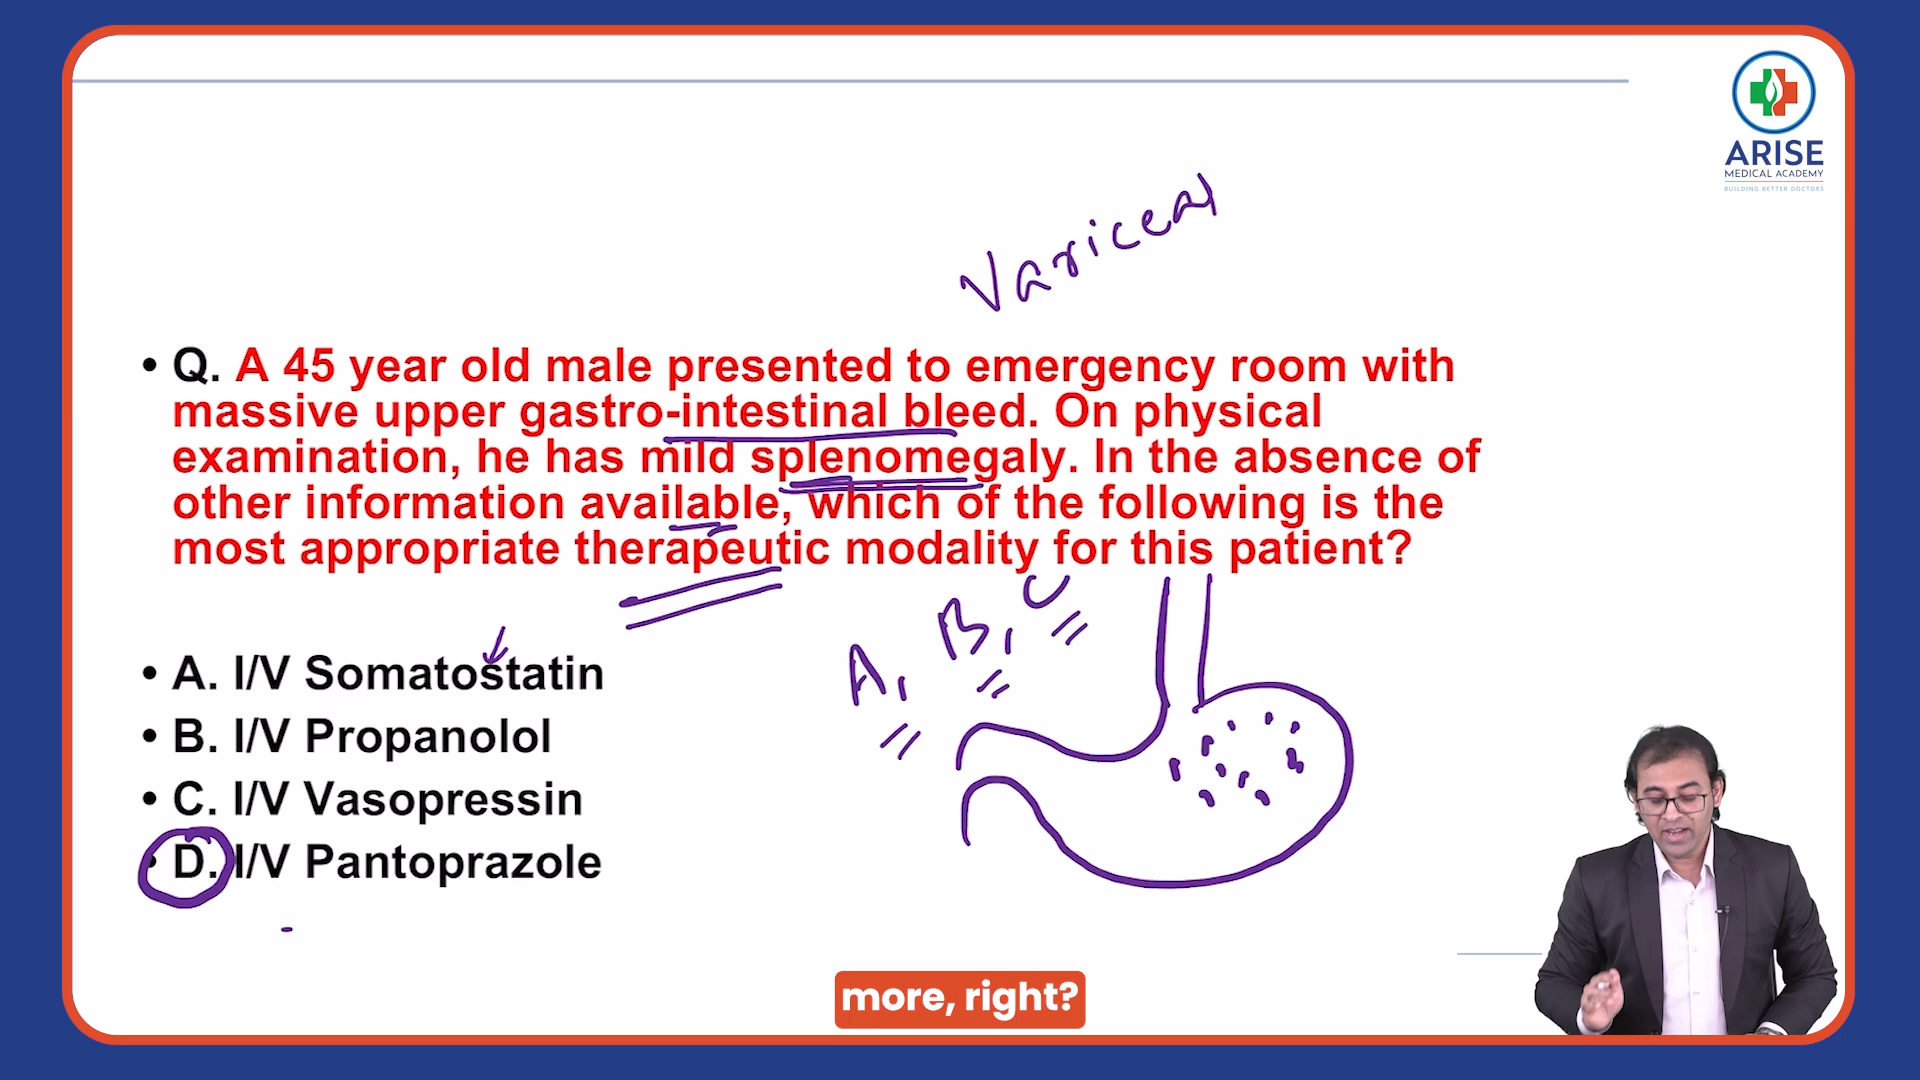 ARISE
MEDICAL ACADEMY
BUILDING BETTER DOCTORS
Variceal
• Q. A 45 year old male presented to emergency room with
massive upper gastro-intestinal bleed. On physical
examination, he has mild splenomegaly. In the absence of
other information available, which of the following is the
most appropriate therapeutic modality for this patient?
A, B, C
• A. I/V Somatostatin
• B. I/V Propanolol
• C. I/V Vasopressin
• D. I/V Pantoprazole
more, right?